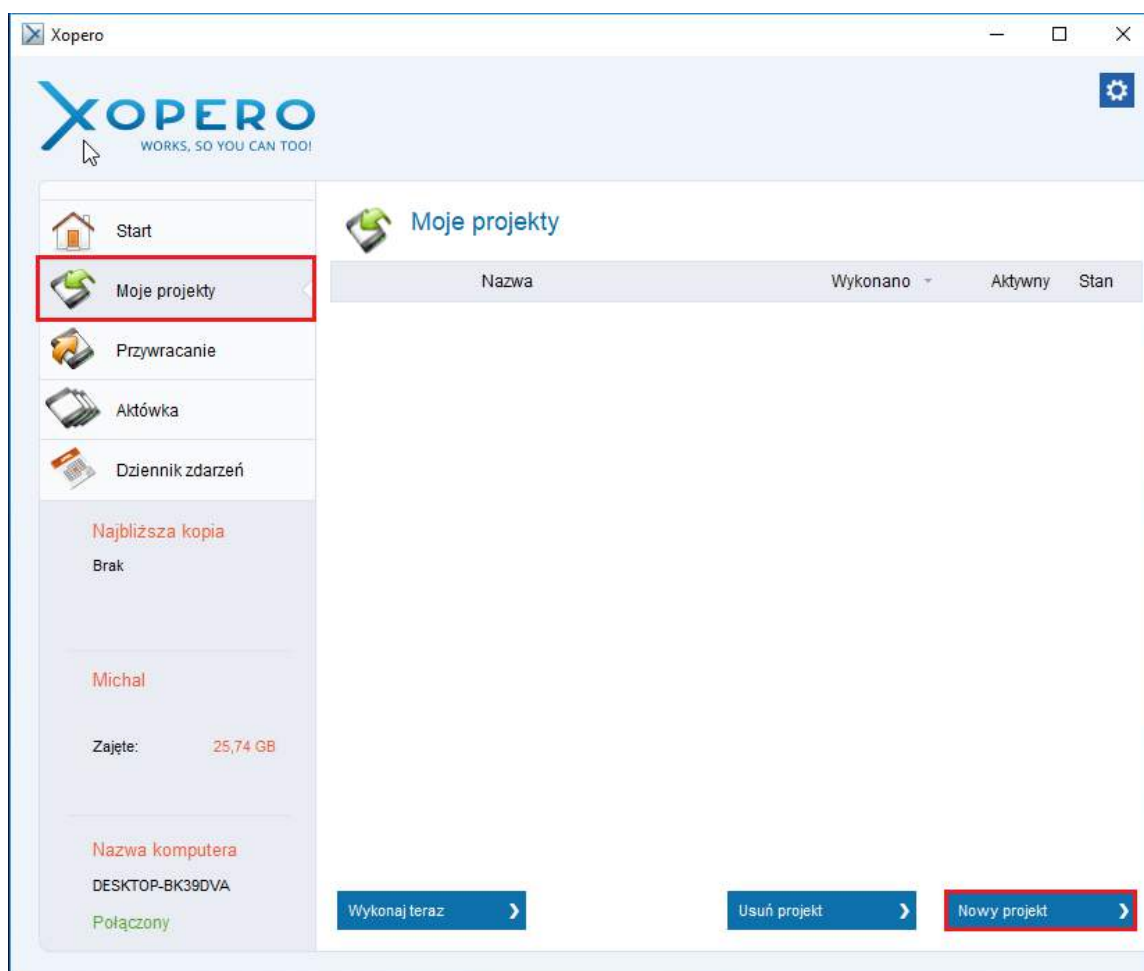 Xopero
XOPERO
WORKS, SO YOU CAN TOO!
Start
Moje projekty
Przywracanie
Aktówka
Dziennik zdarzeń
Najbliższa kopia
Brak
Michal
Zajęte: 25,74 GB
Nazwa komputera
DESKTOP-BK39DVA
Połączony
Moje projekty
Nazwa Wykonano Aktywny Stan
Wykonaj teraz Usuń projekt Nowy projekt